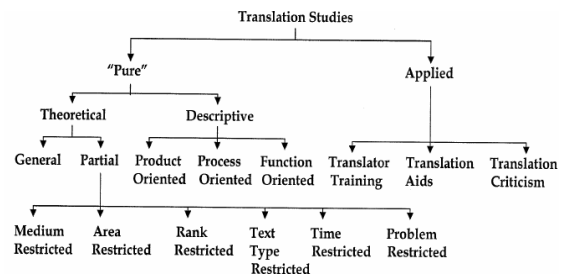 Translation Studies
“Pure”
Applied
Theoretical
Descriptive
General
Partial
Product
Oriented
Process
Oriented
Function
Oriented
Translator
Training
Translation
Aids
Translation
Criticism
Medium
Restricted
Area
Restricted
Rank
Restricted
Text
Type
Restricted
Time
Restricted
Problem
Restricted